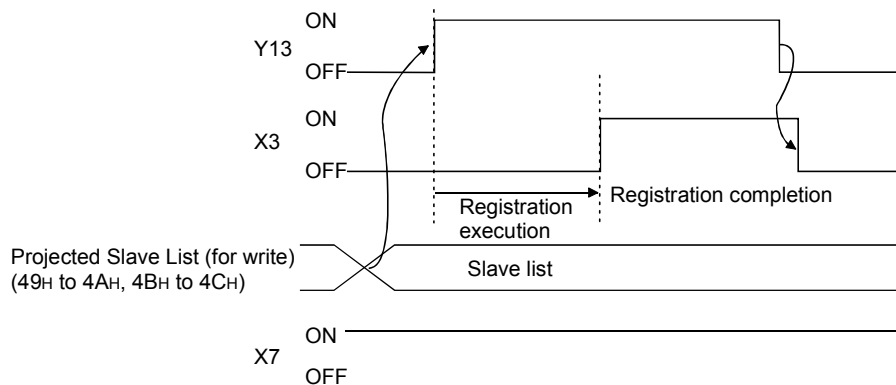 ON
Y13
OFF
ON
X3
OFF
Registration completion
Registration
execution
Projected Slave List (for write)
(49H to 4AH, 4BH to 4CH)
Slave list
ON
X7
OFF